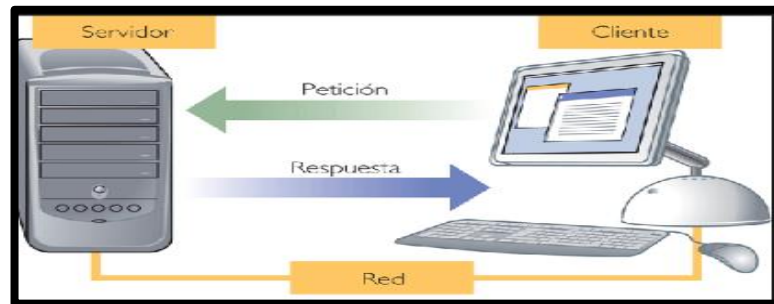 Servidor
Cliente
Petición
Respuesta
Red